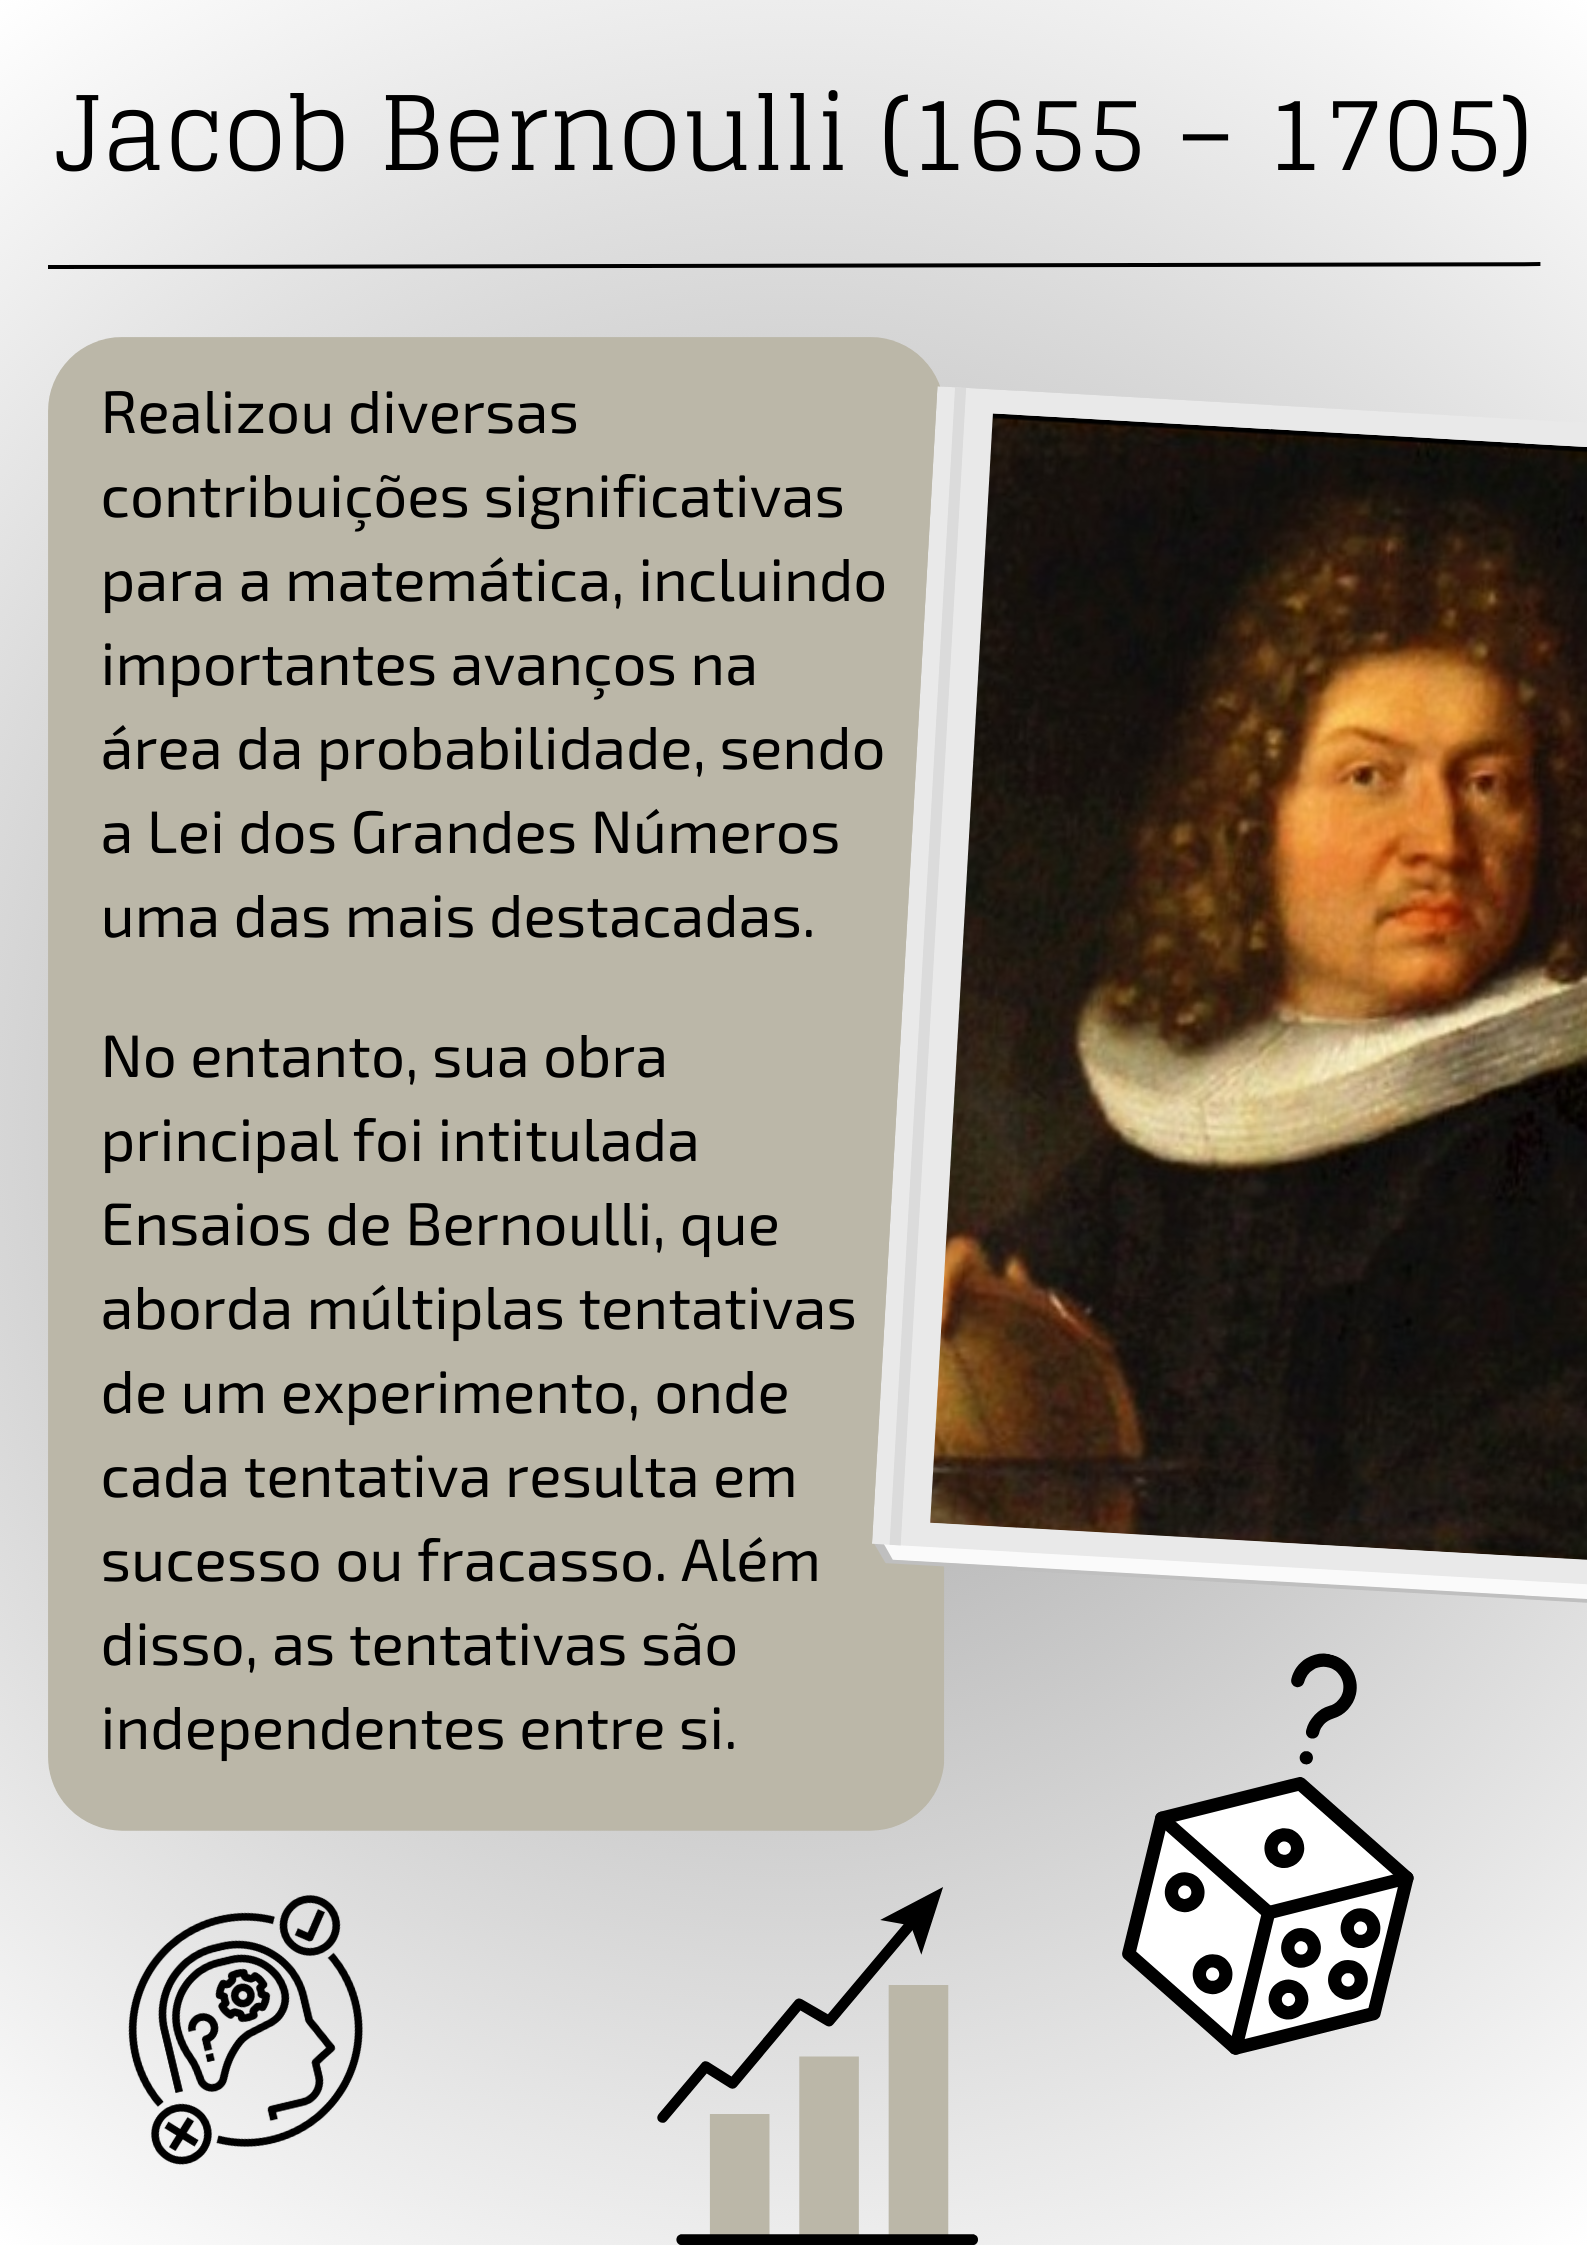 Jacob Bernoulli (1655 – 1705)
Realizou diversas
contribuições significativas
para a matemática, incluindo
importantes avanços na
área da probabilidade, sendo
a Lei dos Grandes Números
uma das mais destacadas.
No entanto, sua obra
principal foi intitulada
Ensaios de Bernoulli, que
aborda múltiplas tentativas
de um experimento, onde
cada tentativa resulta em
sucesso ou fracasso. Além
disso, as tentativas são
independentes entre si.
?
?